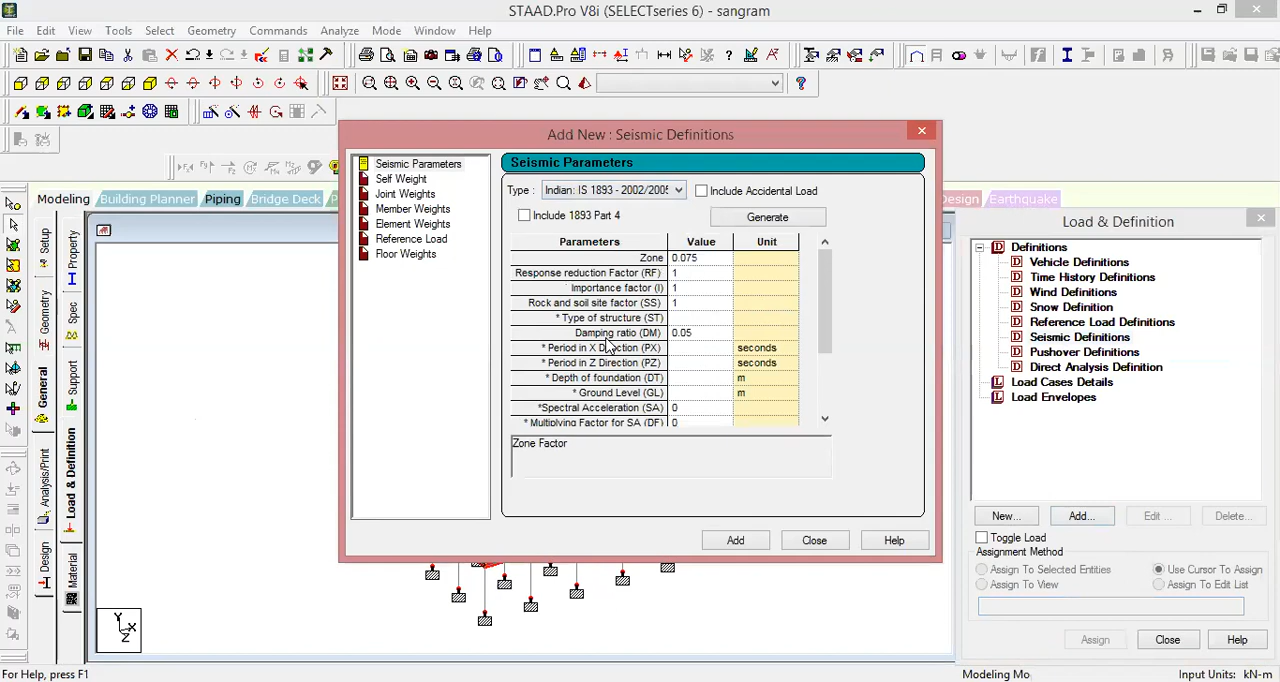 STAAD.Pro V8i (SELECTseries 6) - sangram
File Edit View Tools Select Geometry Commands Analyze Mode Window Help
Modeling Building Planner Piping Bridge Deck Design Earthquake
Setup
Geometry
General
Analysis/Print
Design
Property
Spec
Support
Load & Definition
Material
Add New : Seismic Definitions
Seismic Parameters
Self Weight
Joint Weights
Member Weights
Element Weights
Reference Load
Floor Weights
Seismic Parameters
Type : Indian: IS 1893 - 2002/2005 Include Accidental Load
Include 1893 Part 4 Generate
Parameters Value Unit
Zone 0.075
Response reduction Factor (RF) 1
Importance factor (I) 1
Rock and soil site factor (SS) 1
* Type of structure (ST)
Damping ratio (DM) 0.05
* Period in X Direction (PX) seconds
* Period in Z Direction (PZ) seconds
* Depth of foundation (DT) m
* Ground Level (GL) m
*Spectral Acceleration (SA) 0
* Multiplying Factor for SA (DF) 0
Zone Factor
Add Close Help
Load & Definition
Definitions
Vehicle Definitions
Time History Definitions
Wind Definitions
Snow Definition
Reference Load Definitions
Seismic Definitions
Pushover Definitions
Direct Analysis Definition
Load Cases Details
Load Envelopes
New... Add... Edit ... Delete...
Toggle Load
Assignment Method
Assign To Selected Entities Use Cursor To Assign
Assign To View Assign To Edit List
Assign Close Help
Y
X
Z
For Help, press F1 Modeling Mo Input Units: kN-m